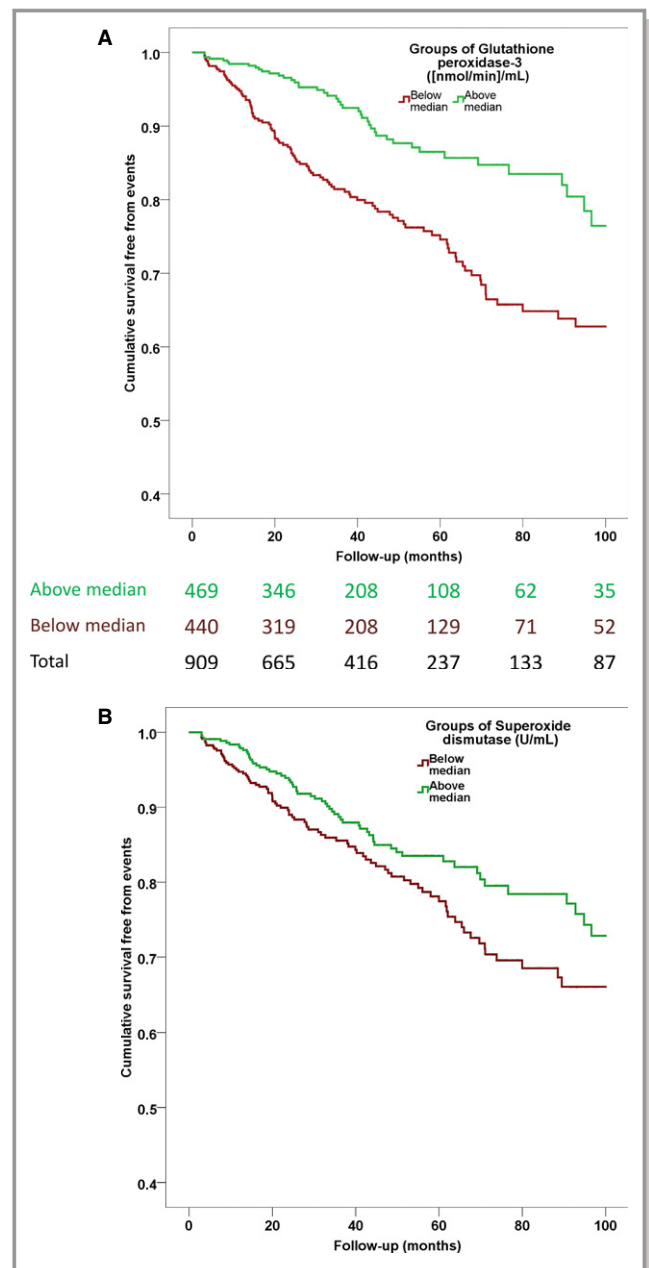 A
Groups of Glutathione
peroxidase-3
([nmol/min]/mL)
Below
median
Above
median
1.0
0.9
0.8
0.7
0.6
0.5
0.4
Cumulative survival free from events
0 20 40 60 80 100
Follow-up (months)
Above median 469 346 208 108 62 35
Below median 440 319 208 129 71 52
Total 909 665 416 237 133 87
B
Groups of Superoxide
dismutase (U/mL)
Below
median
Above
median
1.0
0.9
0.8
0.7
0.6
0.5
0.4
Cumulative survival free from events
0 20 40 60 80 100
Follow-up (months)